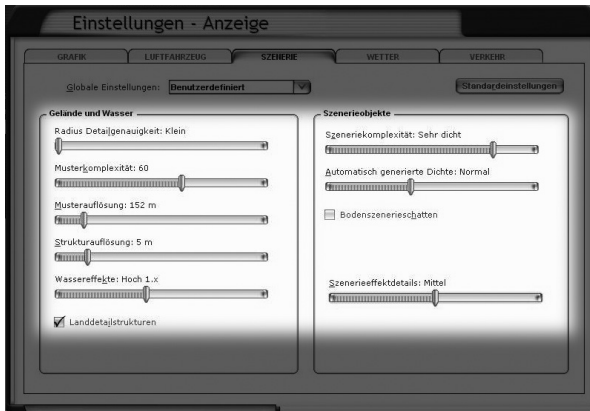 Einstellungen - Anzeige
GRAFIK LUFTFAHRZEUG SZENERIE WETTER VERKEHR
Globale Einstellungen: Benutzerdefiniert Standardeinstellungen
Gelände und Wasser
Radius Detailgenauigkeit: Klein
Musterkomplexität: 60
Musterauflösung: 152 m
Strukturauflösung: 5 m
Wassereffekte: Hoch 1.x
Landdetailstrukturen
Szenerieobjekte
Szeneriekomplexität: Sehr dicht
Automatisch generierte Dichte: Normal
Bodenszenerieschatten
Szenerieeffektdetails: Mittel